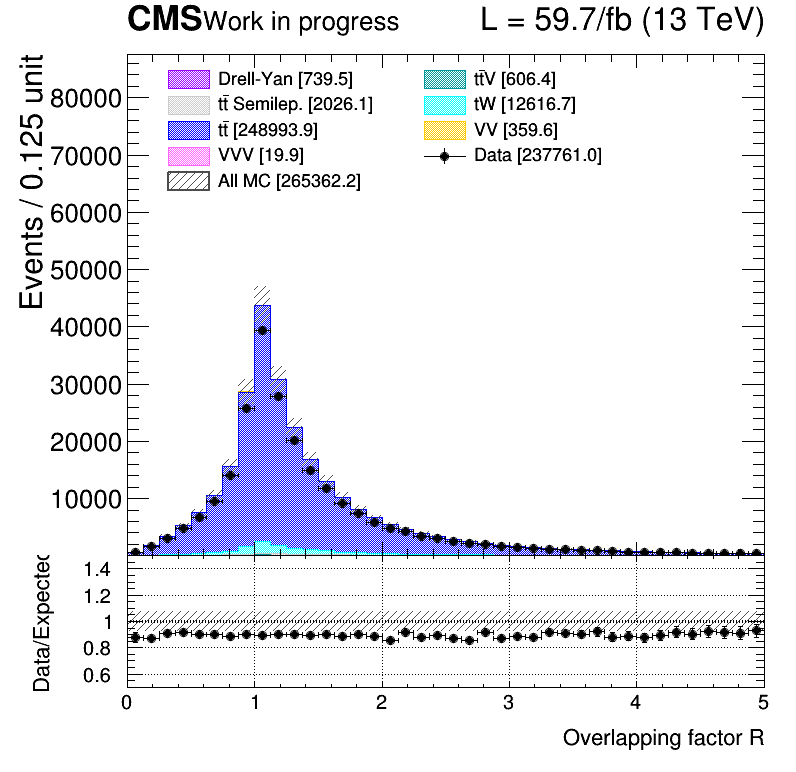 CMS Work in progress L = 59.7/fb (13 TeV)
Events / 0.125 unit
80000
70000
60000
50000
40000
30000
20000
10000
Drell-Yan [739.5]
tt̄ Semilep. [2026.1]
tt̄ [248993.9]
VVV [19.9]
All MC [265362.2]
tt̄V [606.4]
tW [12616.7]
VV [359.6]
Data [237761.0]
Data/Expected
1.4
1.2
1
0.8
0.6
0 1 2 3 4 5
Overlapping factor R